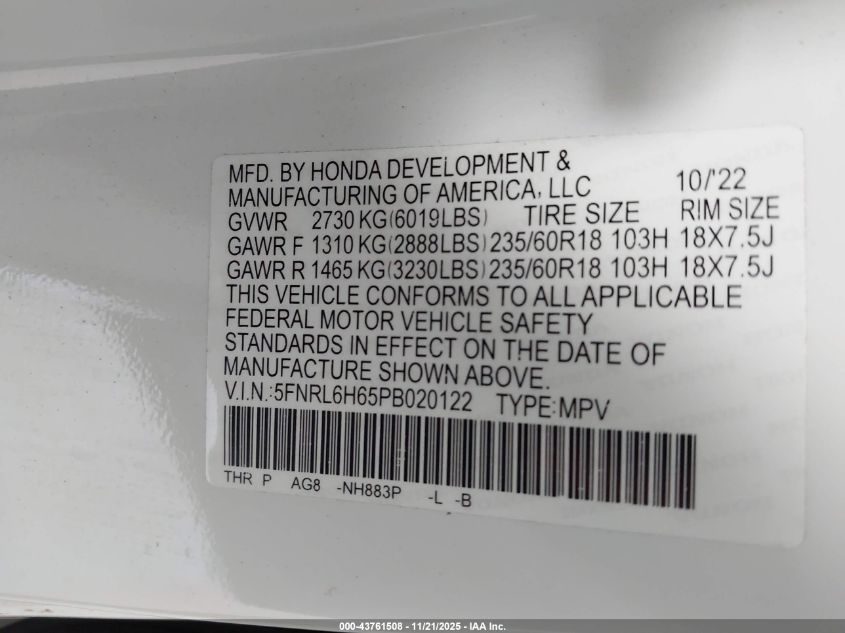 MFD. BY HONDA DEVELOPMENT &
MANUFACTURING OF AMERICA, LLC 10/'22
GVWR 2730 KG(6019LBS) TIRE SIZE RIM SIZE
GAWR F 1310 KG(2888LBS) 235/60R18 103H 18X7.5J
GAWR R 1465 KG(3230LBS) 235/60R18 103H 18X7.5J
THIS VEHICLE CONFORMS TO ALL APPLICABLE
FEDERAL MOTOR VEHICLE SAFETY
STANDARDS IN EFFECT ON THE DATE OF
MANUFACTURE SHOWN ABOVE.
V.I.N.:5FNRL6H65PB020122 TYPE:MPV
THR P AG8 -NH883P -L -B
000-43761508 - 11/21/2025 - IAA Inc.